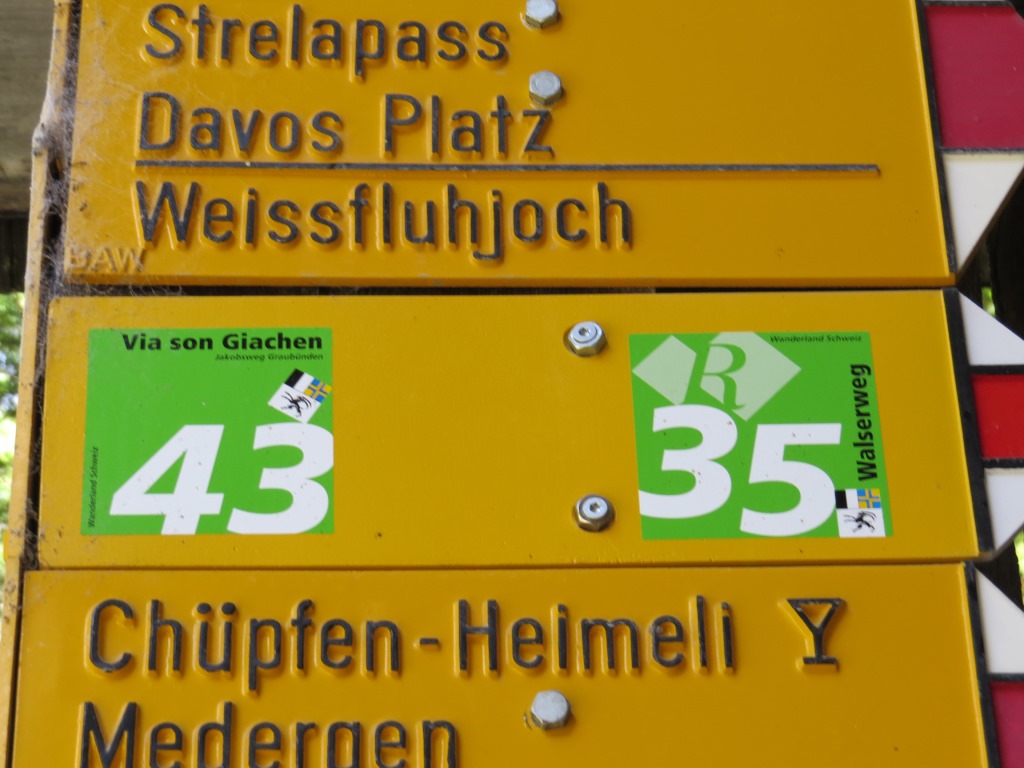 Strelapass
Davos Platz
Weissfluhjoch
BAW
Via son Giachen
Jakobsweg Graubünden
Wanderland Schweiz
43
R
Wanderland Schweiz
Walserweg
35
Chüpfen-Heimeli
Medergen